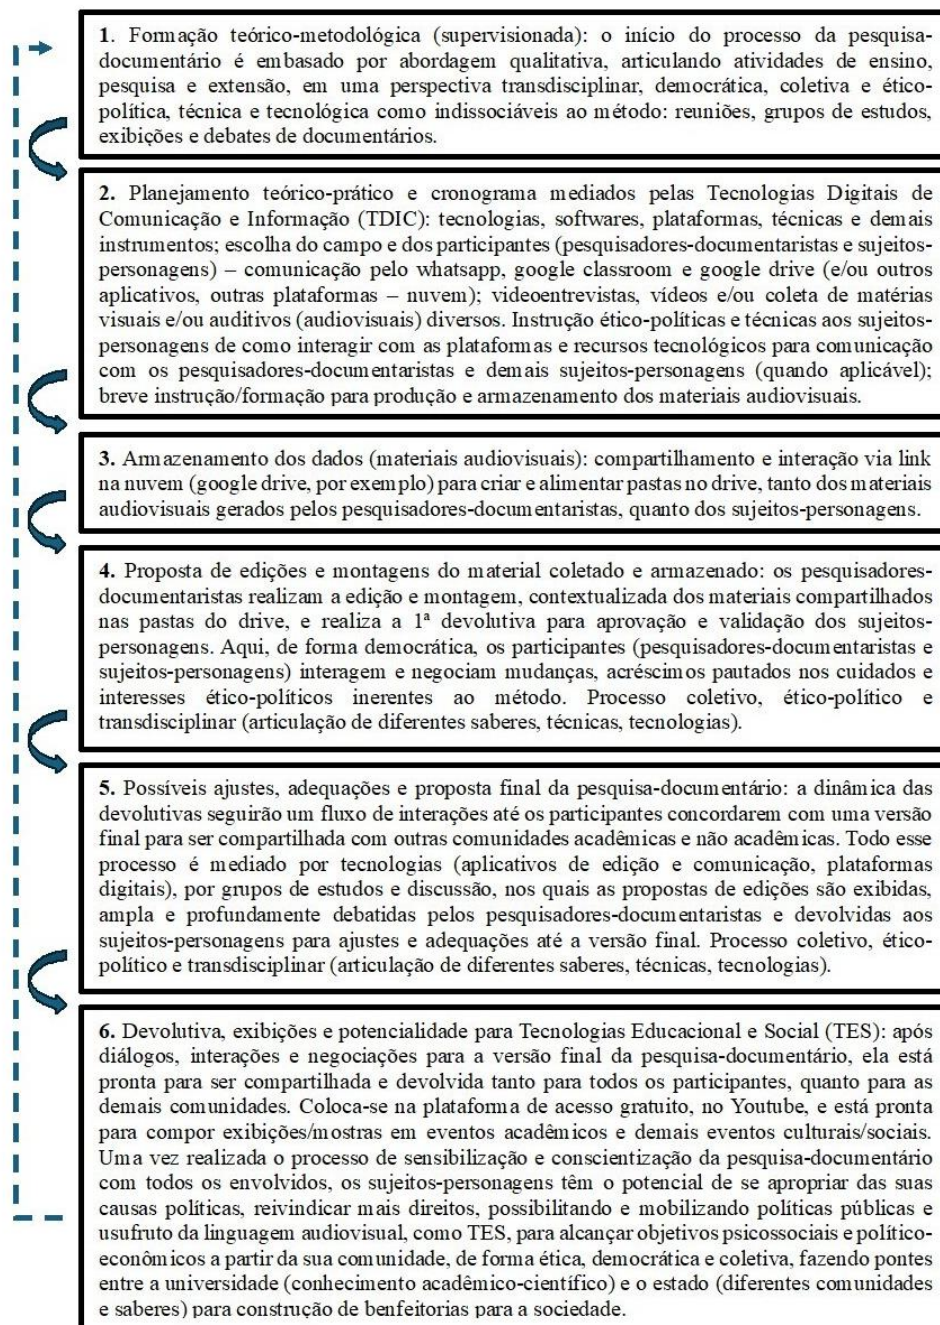 1. Formação teórico-metodológica (supervisionada): o início do processo da pesquisa-
documentário é embasado por abordagem qualitativa, articulando atividades de ensino,
pesquisa e extensão, em uma perspectiva transdisciplinar, democrática, coletiva e ético-
política, técnica e tecnológica como indissociáveis ao método: reuniões, grupos de estudos,
exibições e debates de documentários.
2. Planejamento teórico-prático e cronograma mediados pelas Tecnologias Digitais de
Comunicação e Informação (TDIC): tecnologias, softwares, plataformas, técnicas e demais
instrumentos; escolha do campo e dos participantes (pesquisadores-documentaristas e sujeitos-
personagens) – comunicação pelo whatsapp, google classroom e google drive (e/ou outros
aplicativos, outras plataformas – nuvem); videoentrevistas, vídeos e/ou coleta de matérias
visuais e/ou auditivos (audiovisuais) diversos. Instrução ético-políticas e técnicas aos sujeitos-
personagens de como interagir com as plataformas e recursos tecnológicos para comunicação
com os pesquisadores-documentaristas e demais sujeitos-personagens (quando aplicável);
breve instrução/formação para produção e armazenamento dos materiais audiovisuais.
3. Armazenamento dos dados (materiais audiovisuais): compartilhamento e interação via link
na nuvem (google drive, por exemplo) para criar e alimentar pastas no drive, tanto dos materiais
audiovisuais gerados pelos pesquisadores-documentaristas, quanto dos sujeitos-personagens.
4. Proposta de edições e montagens do material coletado e armazenado: os pesquisadores-
documentaristas realizam a edição e montagem, contextualizada dos materiais compartilhados
nas pastas do drive, e realiza a 1ª devolutiva para aprovação e validação dos sujeitos-
personagens. Aqui, de forma democrática, os participantes (pesquisadores-documentaristas e
sujeitos-personagens) interagem e negociam mudanças, acréscimos pautados nos cuidados e
interesses ético-políticos inerentes ao método. Processo coletivo, ético-político e
transdisciplinar (articulação de diferentes saberes, técnicas, tecnologias).
5. Possíveis ajustes, adequações e proposta final da pesquisa-documentário: a dinâmica das
devolutivas seguirão um fluxo de interações até os participantes concordarem com uma versão
final para ser compartilhada com outras comunidades acadêmicas e não acadêmicas. Todo esse
processo é mediado por tecnologias (aplicativos de edição e comunicação, plataformas
digitais), por grupos de estudos e discussão, nos quais as propostas de edições são exibidas,
ampla e profundamente debatidas pelos pesquisadores-documentaristas e devolvidas aos
sujeitos-personagens para ajustes e adequações até a versão final. Processo coletivo, ético-
político e transdisciplinar (articulação de diferentes saberes, técnicas, tecnologias).
6. Devolutiva, exibições e potencialidade para Tecnologias Educacional e Social (TES): após
diálogos, interações e negociações para a versão final da pesquisa-documentário, ela está
pronta para ser compartilhada e devolvida tanto para todos os participantes, quanto para as
demais comunidades. Coloca-se na plataforma de acesso gratuito, no Youtube, e está pronta
para compor exibições/mostras em eventos acadêmicos e demais eventos culturais/sociais.
Uma vez realizada o processo de sensibilização e conscientização da pesquisa-documentário
com todos os envolvidos, os sujeitos-personagens têm o potencial de se apropriar das suas
causas políticas, reivindicar mais direitos, possibilitando e mobilizando políticas públicas e
usufruto da linguagem audiovisual, como TES, para alcançar objetivos psicossociais e político-
econômicos a partir da sua comunidade, de forma ética, democrática e coletiva, fazendo pontes
entre a universidade (conhecimento acadêmico-científico) e o estado (diferentes comunidades
e saberes) para construção de benfeitorias para a sociedade.